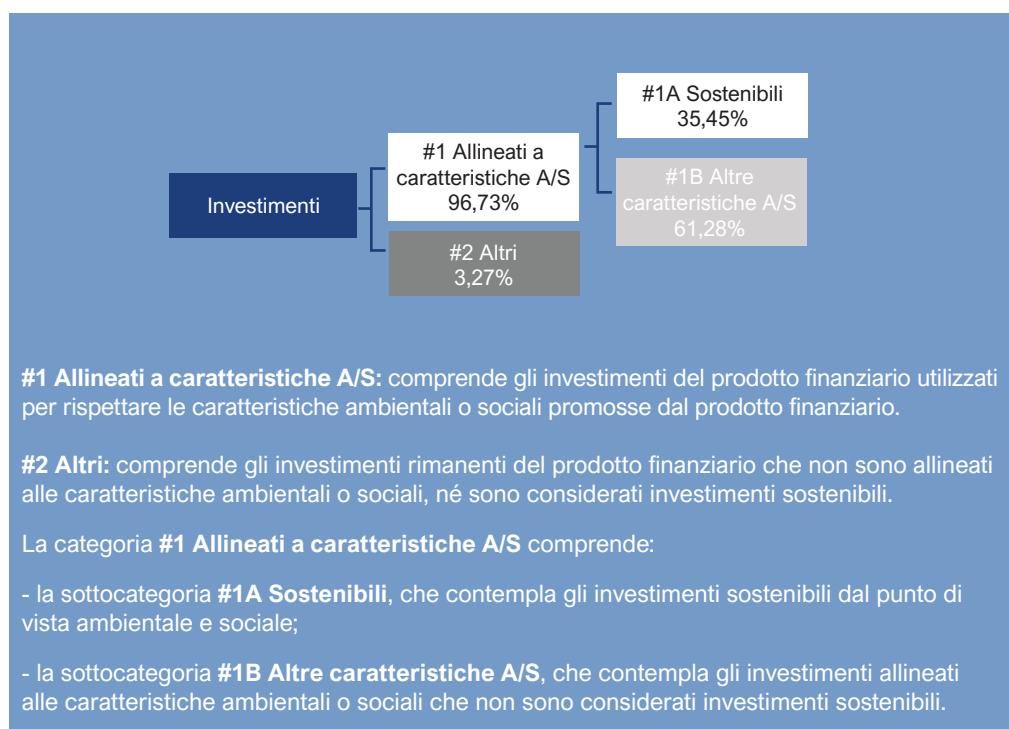 #1A Sostenibili
35,45%
#1 Allineati a
caratteristiche A/S
96,73%
#1B Altre
caratteristiche A/S
61,28%
Investimenti
#2 Altri
3,27%
#1 Allineati a caratteristiche A/S: comprende gli investimenti del prodotto finanziario utilizzati
per rispettare le caratteristiche ambientali o sociali promosse dal prodotto finanziario.
#2 Altri: comprende gli investimenti rimanenti del prodotto finanziario che non sono allineati
alle caratteristiche ambientali o sociali, né sono considerati investimenti sostenibili.
La categoria #1 Allineati a caratteristiche A/S comprende:
- la sottocategoria #1A Sostenibili, che contempla gli investimenti sostenibili dal punto di
vista ambientale e sociale;
- la sottocategoria #1B Altre caratteristiche A/S, che contempla gli investimenti allineati
alle caratteristiche ambientali o sociali che non sono considerati investimenti sostenibili.